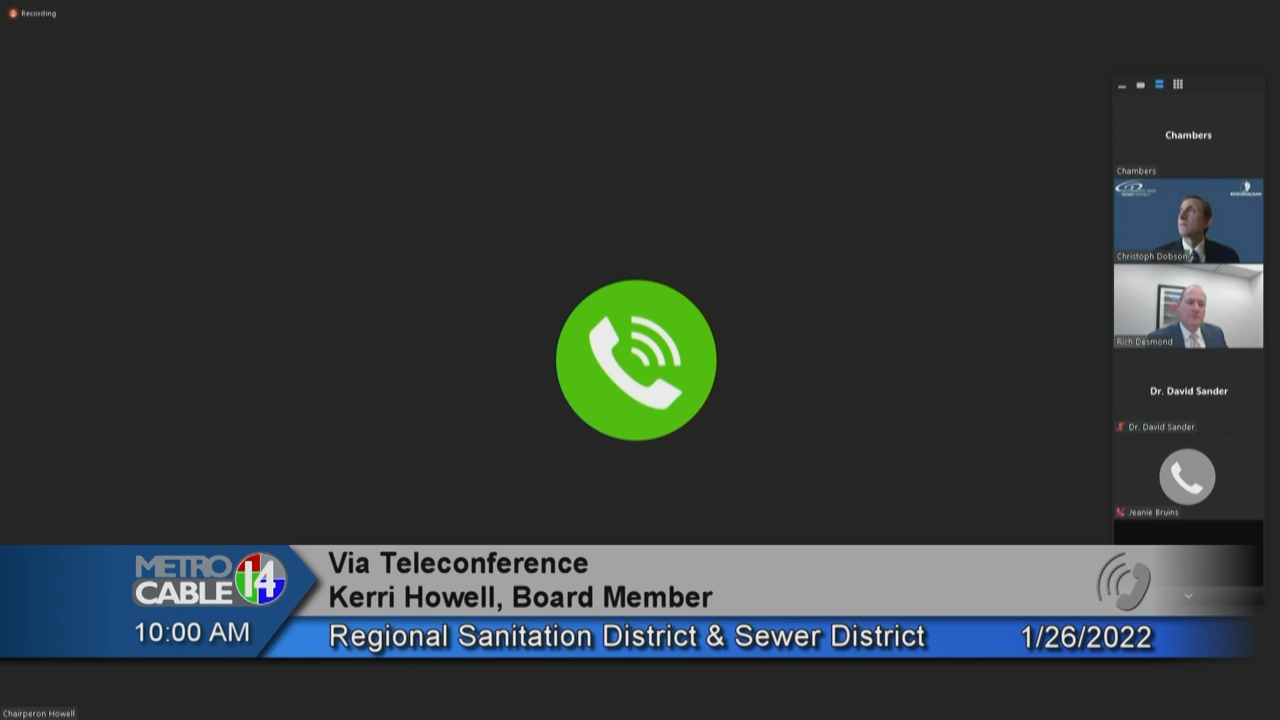 Recording
Chambers
Chambers
Christoph Dobson
Rich Desmond
Dr. David Sander
Dr. David Sander
Jeanie Bruins
METRO
CABLE 14
10:00 AM
Via Teleconference
Kerri Howell, Board Member
Regional Sanitation District & Sewer District
1/26/2022
Chairperon Howell